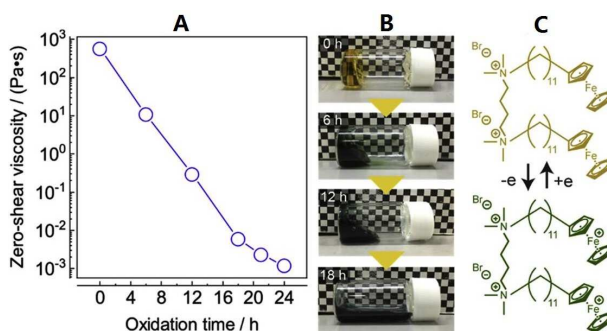 A
B
C
Zero-shear viscosity / (Pa•s)
10³
10²
10¹
10⁰
10⁻¹
10⁻²
10⁻³
0 4 8 12 16 20 24
Oxidation time / h
0 h
6 h
12 h
18 h
Br⊖
N⊕
11
Fe
Br⊖
N⊕
11
Fe
-e +e
Br⊖
N⊕
11
Fe⊕
Br⊖
N⊕
11
Fe⊕